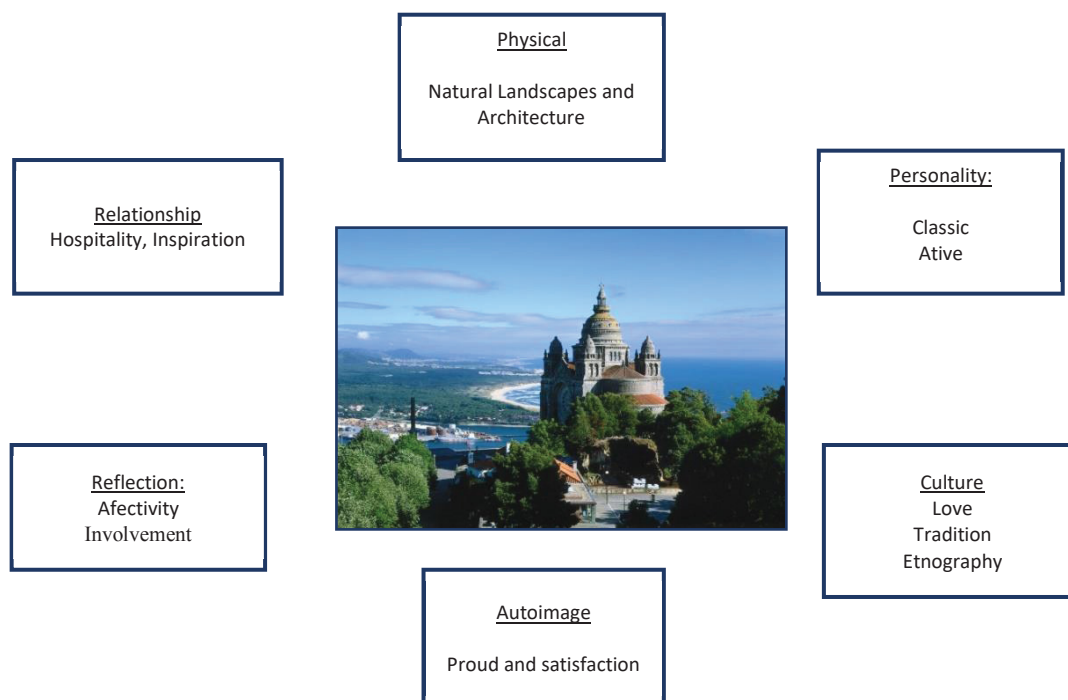 Physical
Natural Landscapes and
Architecture
Relationship
Hospitality, Inspiration
Personality:
Classic
Ative
Reflection:
Afectivity
Involvement
Culture
Love
Tradition
Etnography
Autoimage
Proud and satisfaction